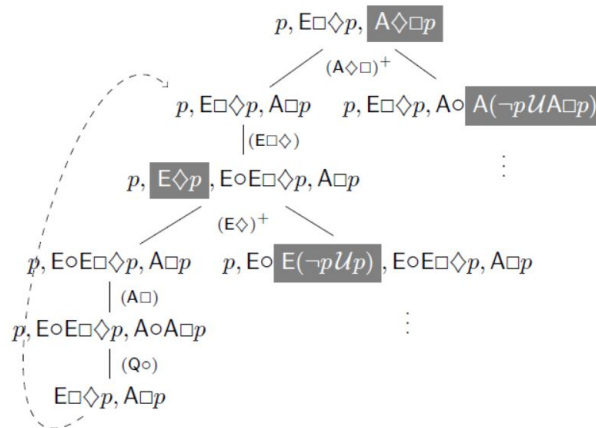 p, E□◇p, A◇□p
(A◇□)⁺
p, E□◇p, A□p
p, E□◇p, A○ A(¬p𝒰A□p)
(E□◇)
⋮
p, E◇p, E○E□◇p, A□p
(E◇)⁺
p, E○E□◇p, A□p
p, E○ E(¬p𝒰p), E○E□◇p, A□p
(A□)
⋮
p, E○E□◇p, A○A□p
(Q○)
E□◇p, A□p